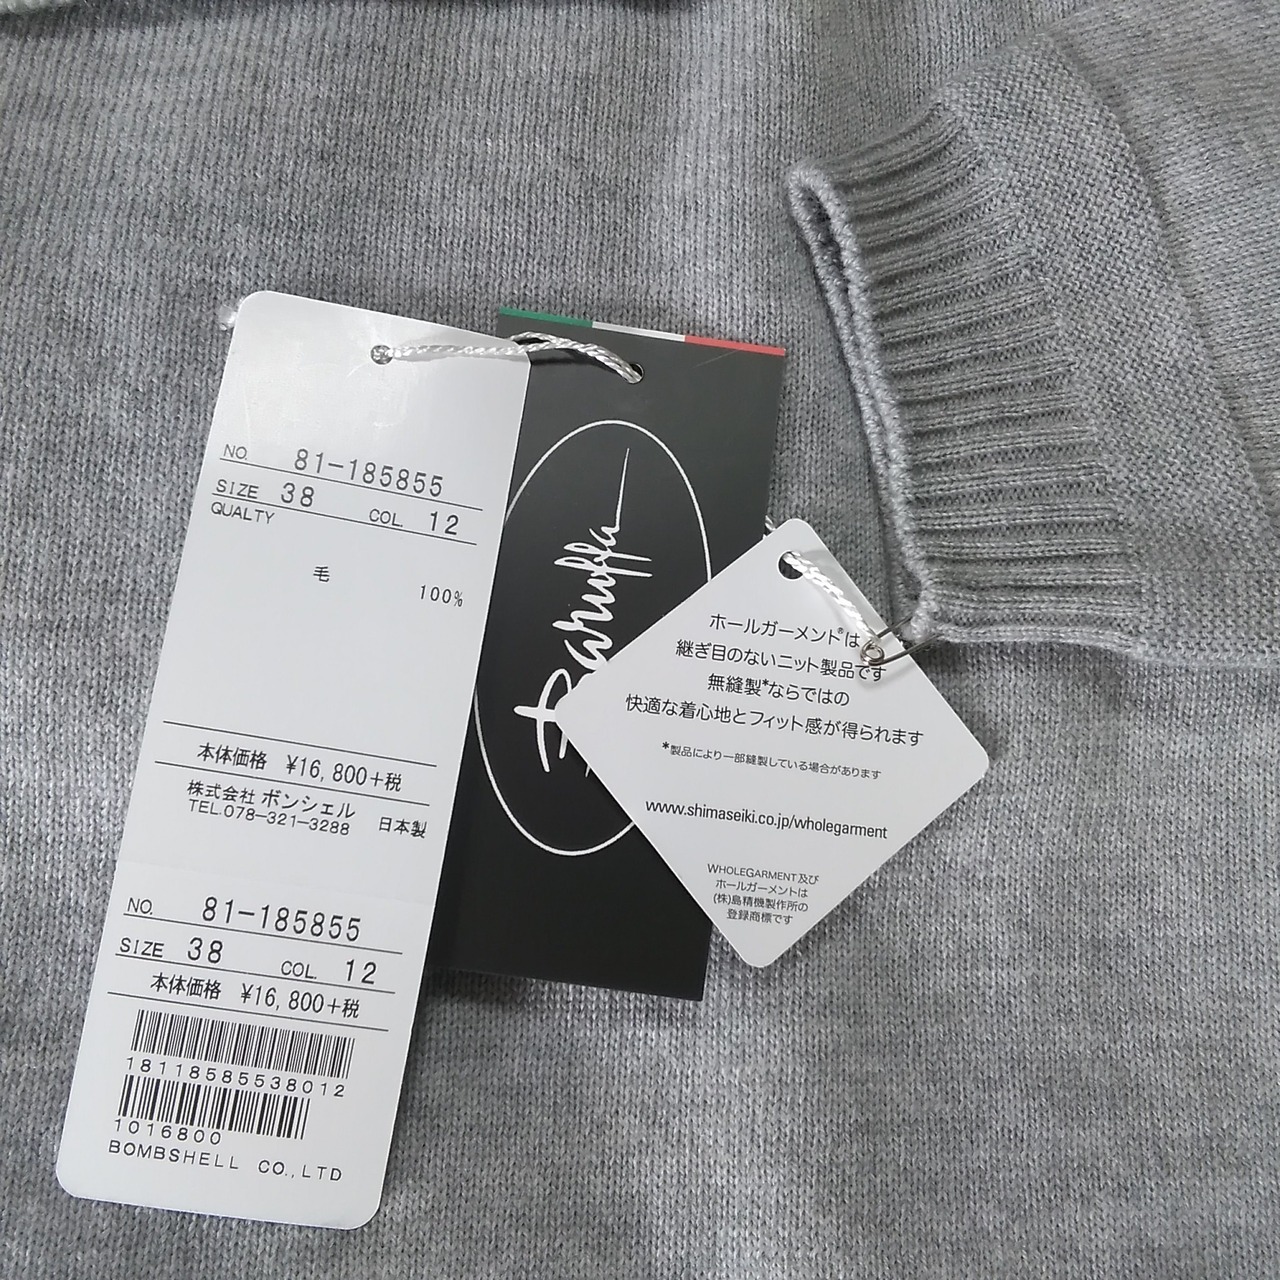 NO. 81-185855
SIZE 38 COL. 12
QUALTY
毛 100%
本体価格 ¥16,800+税
株式会社 ボンシェル
TEL.078-321-3288 日本製
NO. 81-185855
SIZE 38 COL. 12
本体価格 ¥16,800+税
18118585538012
1016800
BOMBSHELL CO.,LTD
Baruffa
ホールガーメント®は
継ぎ目のないニット製品です
無縫製*ならではの
快適な着心地とフィット感が得られます
*製品により一部縫製している場合があります
www.shimaseiki.co.jp/wholegarment
WHOLEGARMENT及び
ホールガーメントは
(株)島精機製作所の
登録商標です